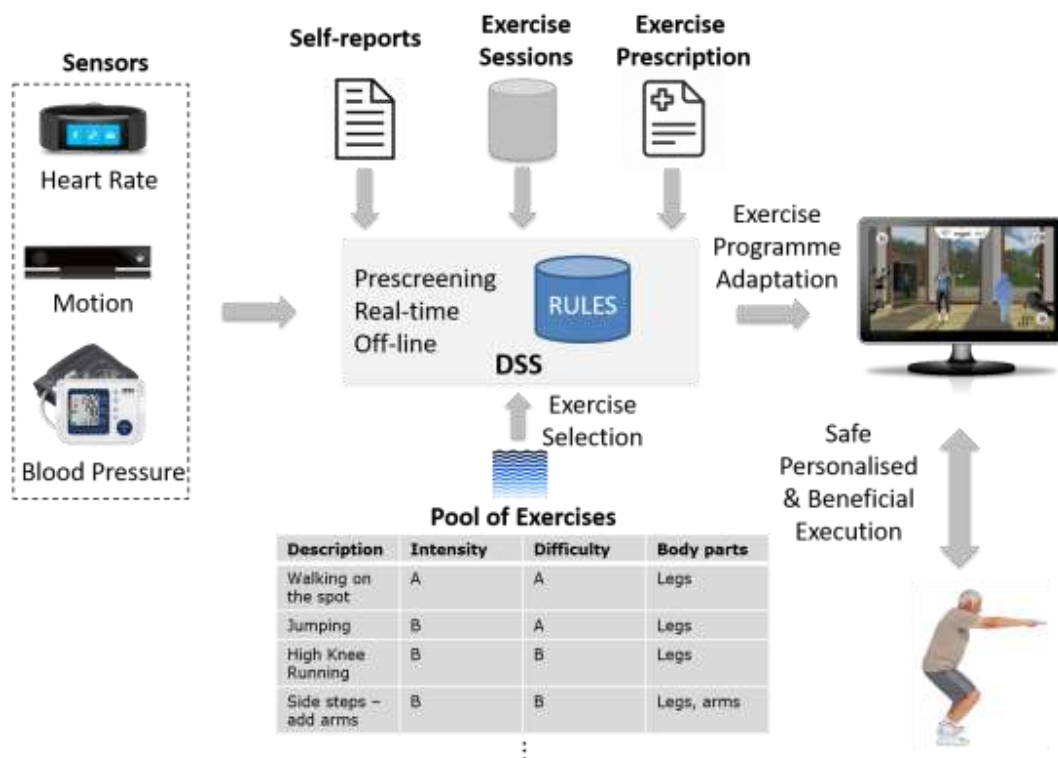 Self-reports
Exercise
Sessions
Exercise
Prescription
Sensors
Heart Rate
Motion
Blood Pressure
Prescreening
Real-time
Off-line
RULES
DSS
Exercise
Programme
Adaptation
Exercise
Selection
Safe
Personalised
& Beneficial
Execution
Pool of Exercises
Description Intensity Difficulty Body parts
Walking on
the spot A A Legs
Jumping B A Legs
High Knee
Running B B Legs
Side steps –
add arms B B Legs, arms
⋮